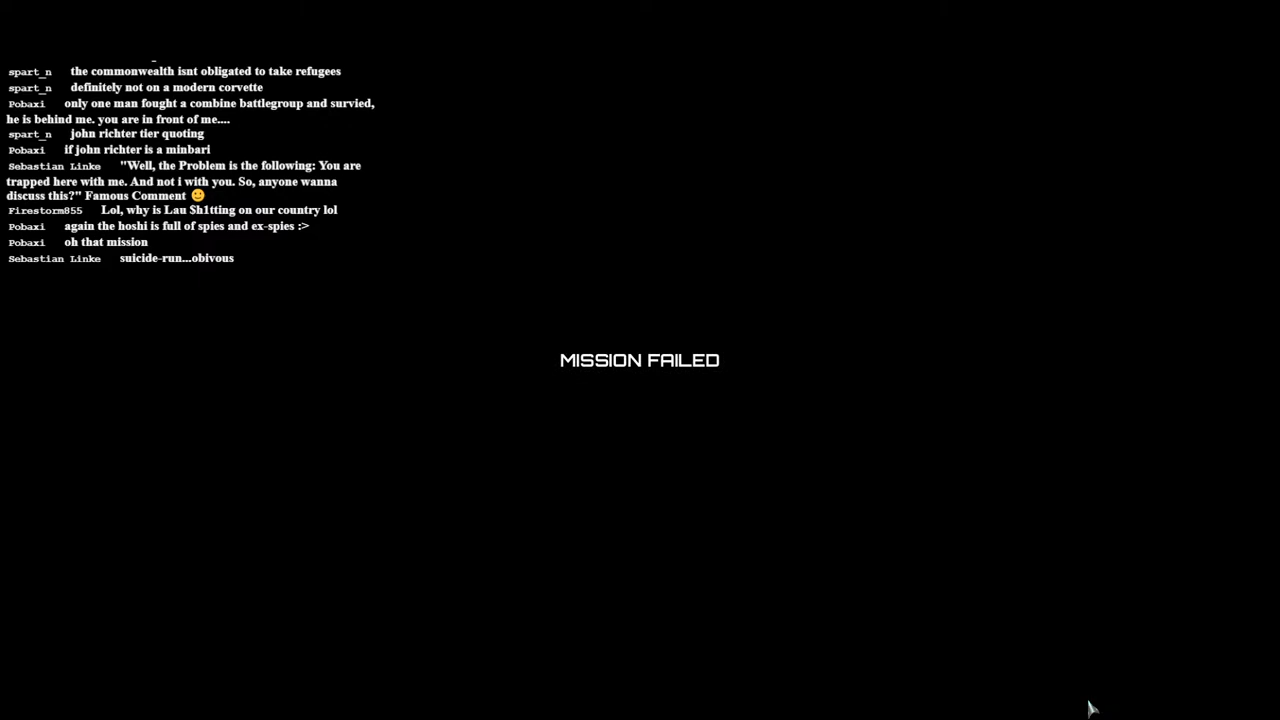 spart_n the commonwealth isnt obligated to take refugees
spart_n definitely not on a modern corvette
Pobaxi only one man fought a combine battlegroup and survied,
he is behind me. you are in front of me....
spart_n john richter tier quoting
Pobaxi if john richter is a minbari
Sebastian Linke "Well, the Problem is the following: You are
trapped here with me. And not i with you. So, anyone wanna
discuss this?" Famous Comment 🙂
Firestorm855 Lol, why is Lau $h1tting on our country lol
Pobaxi again the hoshi is full of spies and ex-spies :>
Pobaxi oh that mission
Sebastian Linke suicide-run...obivous
MISSION FAILED